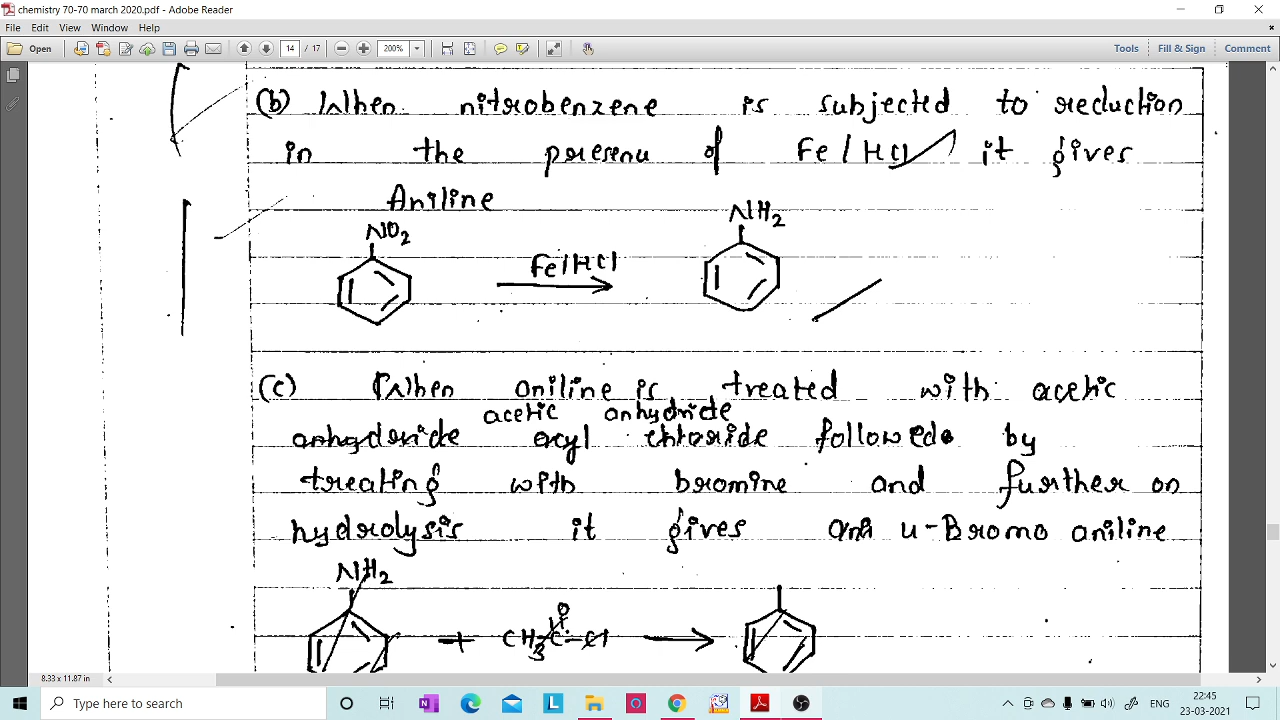 chemistry 70-70 march 2020.pdf - Adobe Reader
File Edit View Window Help
Open 14 / 17 200% Tools Fill & Sign Comment
(b) When nitrobenzene is subjected to reduction
in the presenu of Fe/HCl it gives
Aniline
NO2 NH2
Fe/HCl
(c) When aniline is treated with acetic
acetic anhydride
anhydride acyl chloride followed by
treating with bromine and further on
hydrolysis it gives 4-Bromo aniline
NH2
O
+ CH3-C-Cl
8.33 x 11.87 in
Type here to search ENG 22:45
23-03-2021